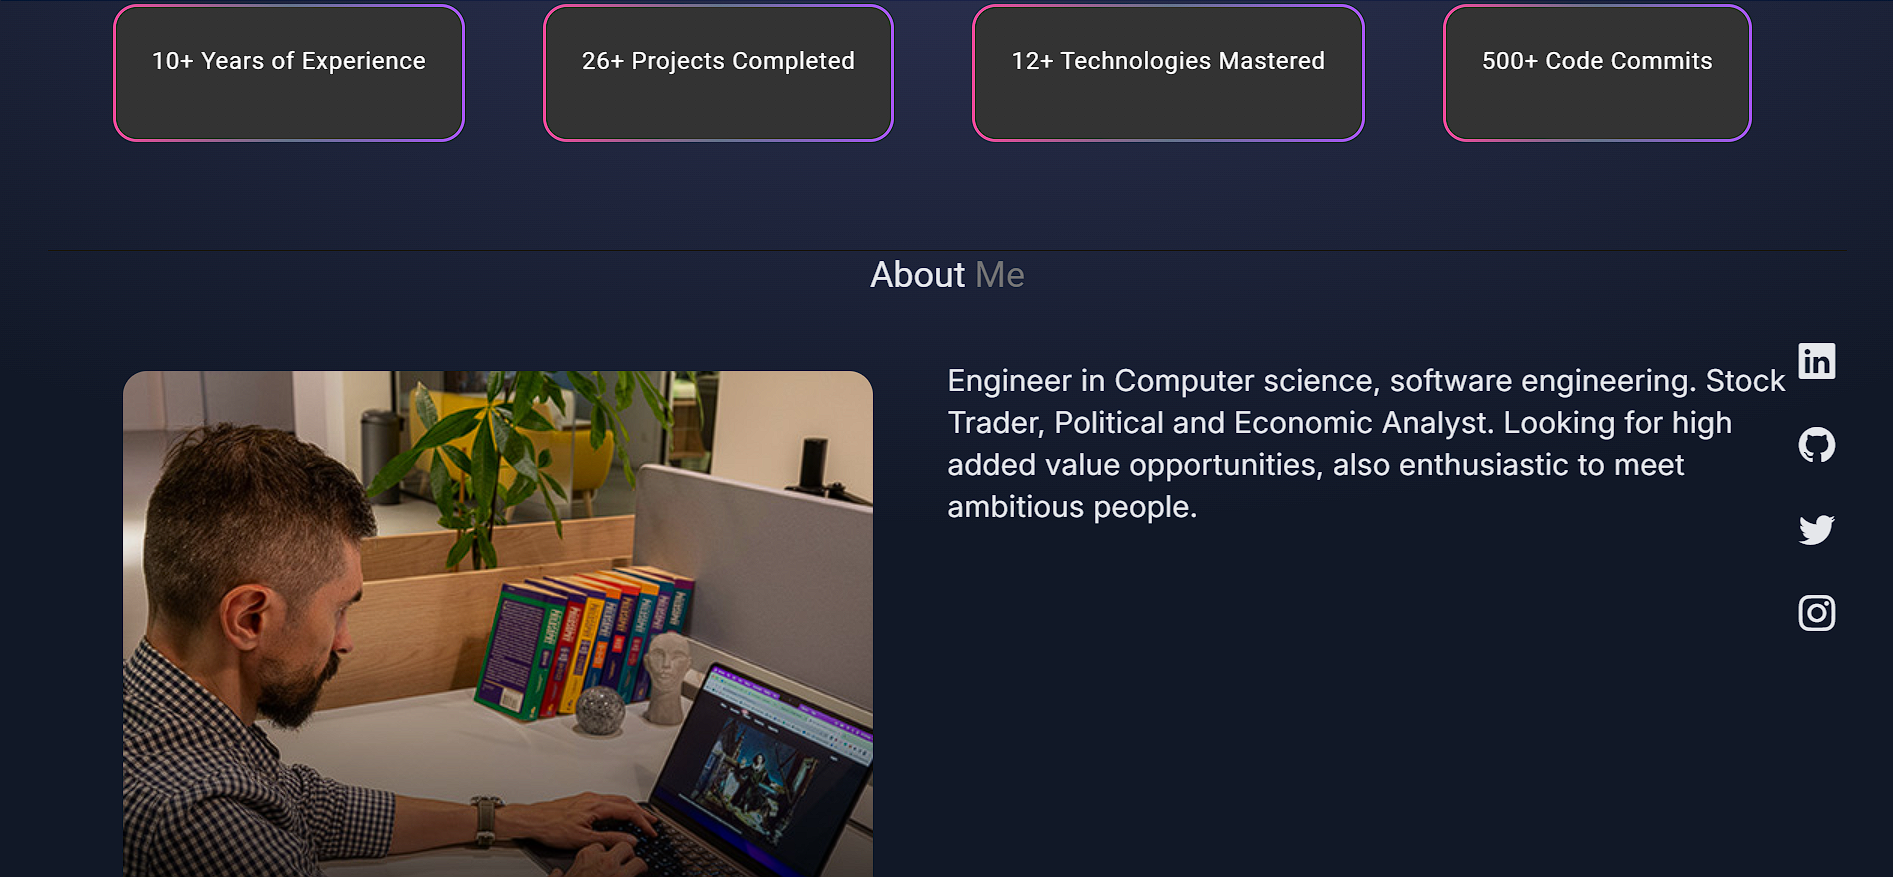 10+ Years of Experience
26+ Projects Completed
12+ Technologies Mastered
500+ Code Commits
About Me
Engineer in Computer science, software engineering. Stock
Trader, Political and Economic Analyst. Looking for high
added value opportunities, also enthusiastic to meet
ambitious people.
in